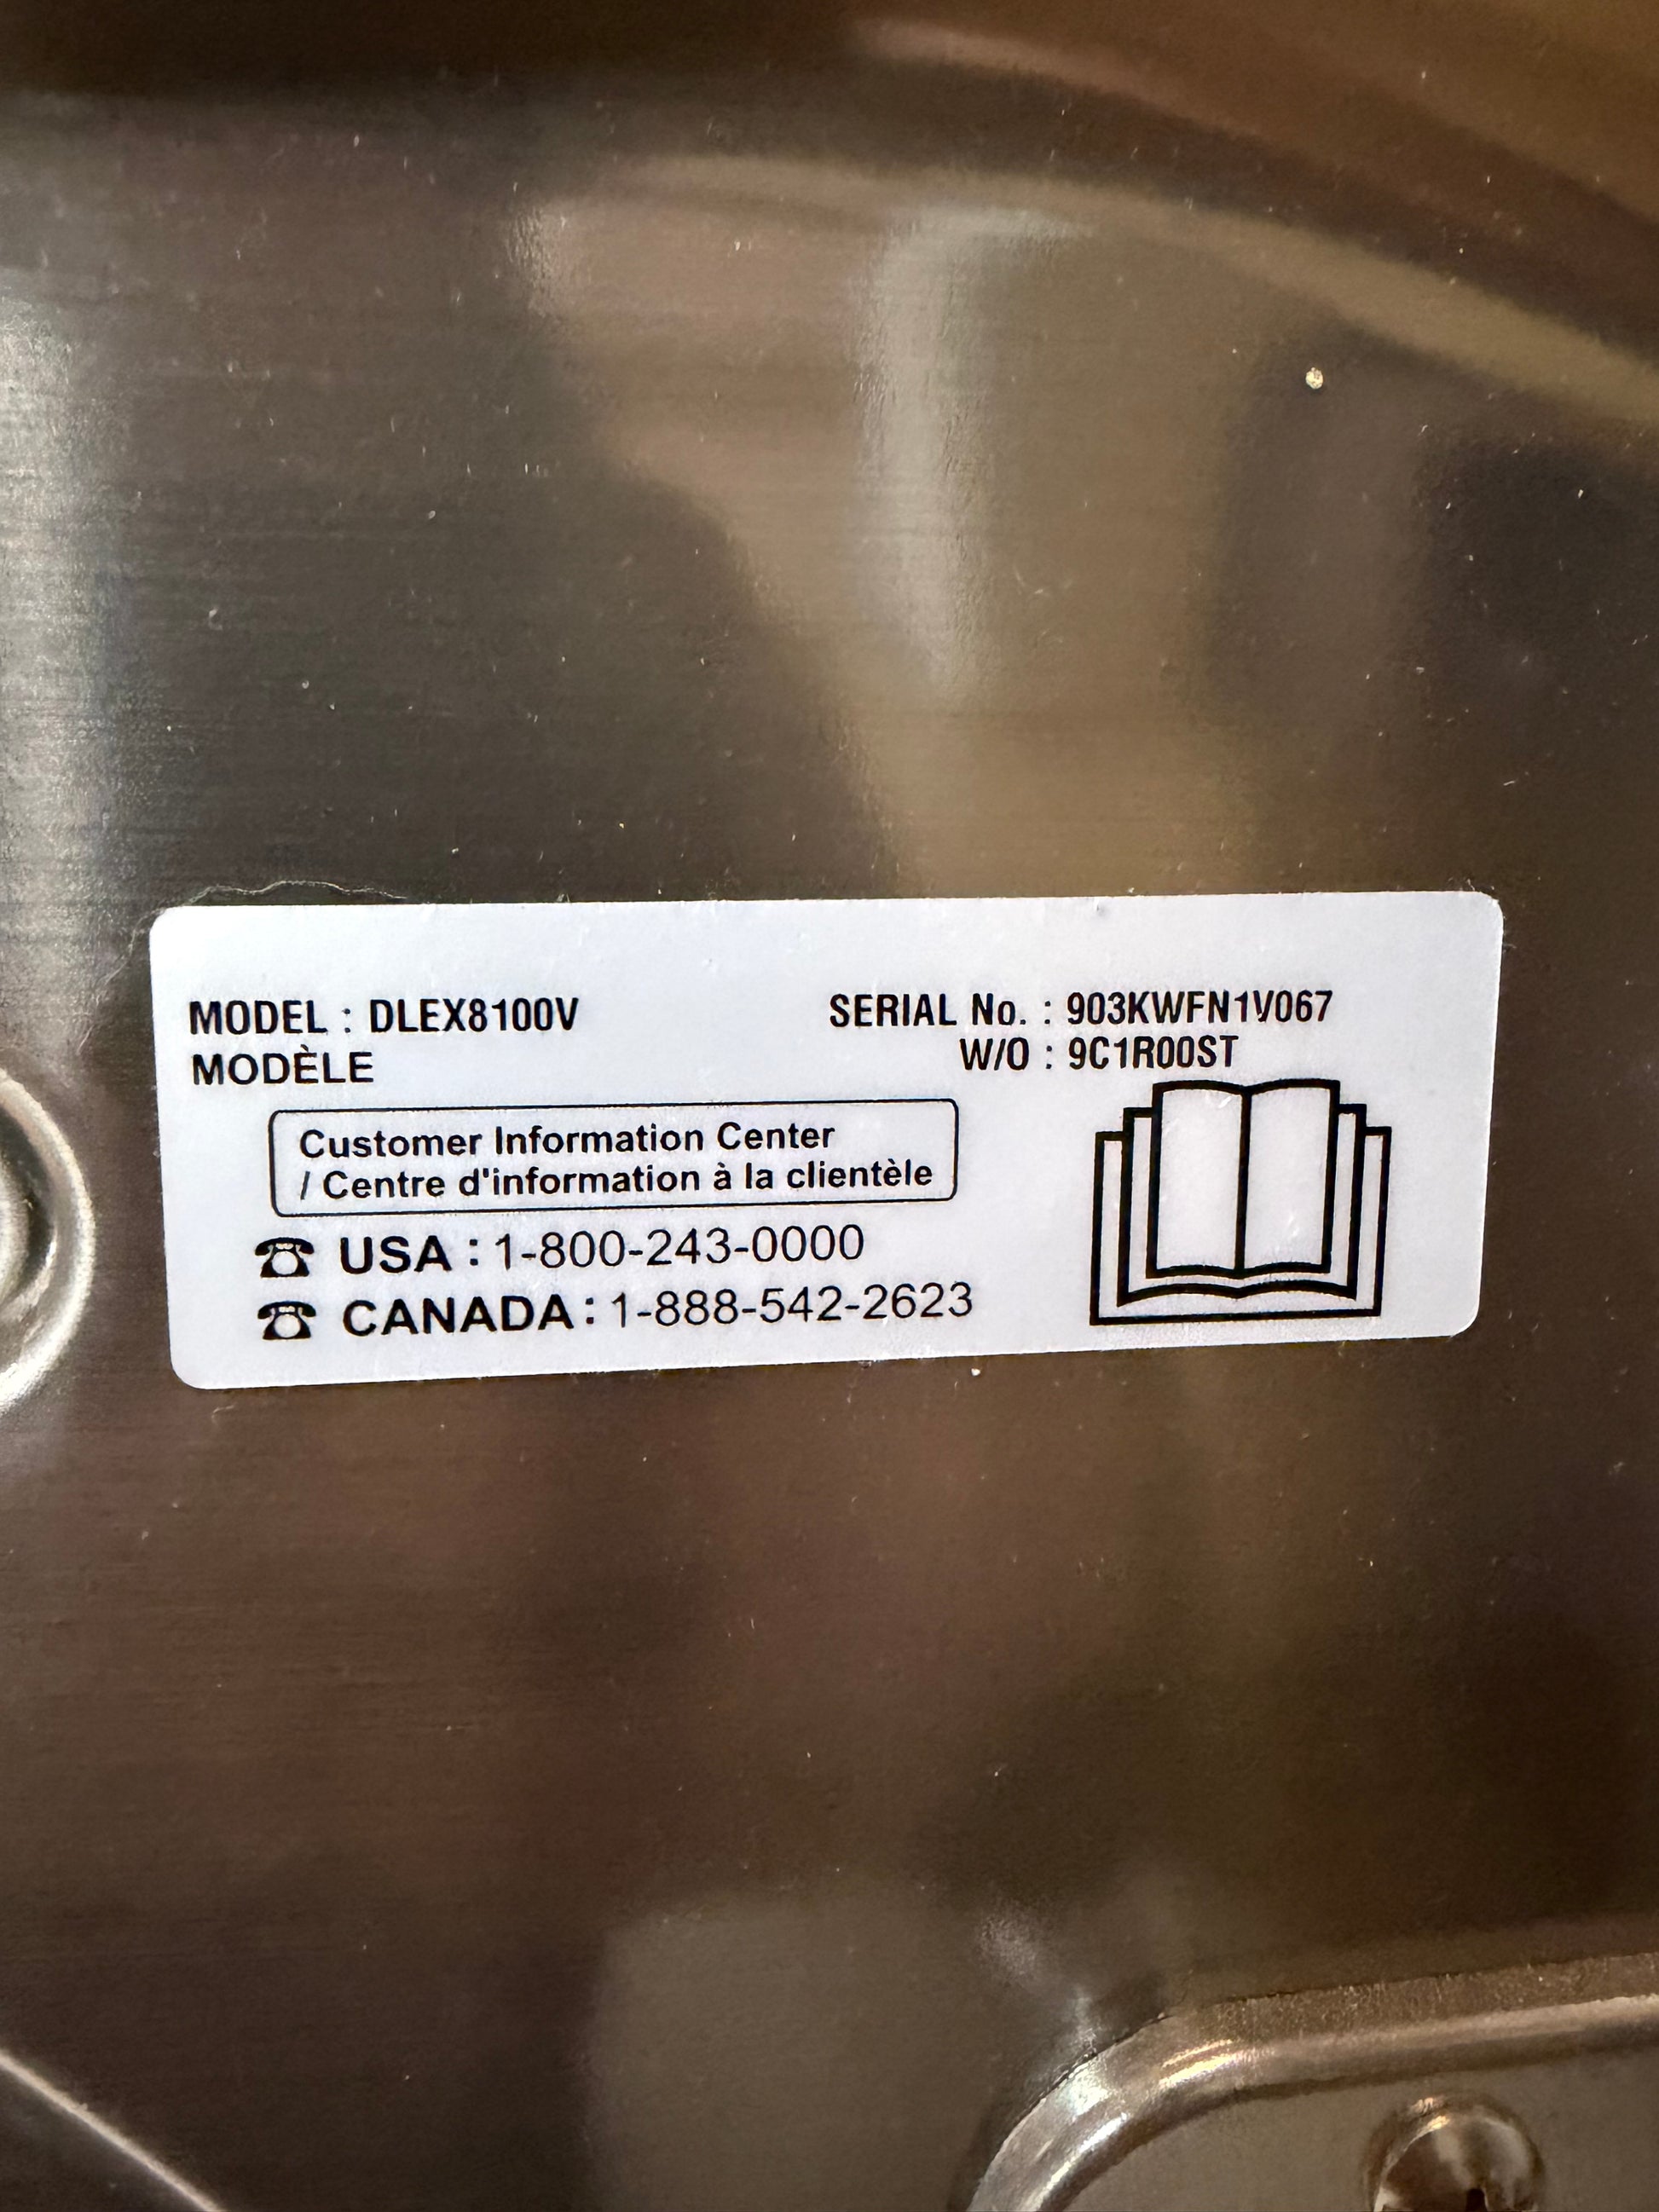 MODEL : DLEX8100V
MODÈLE
SERIAL No. : 903KWFN1V067
W/O : 9C1R00ST
Customer Information Center
/ Centre d'information à la clientèle
☎ USA : 1-800-243-0000
☎ CANADA : 1-888-542-2623